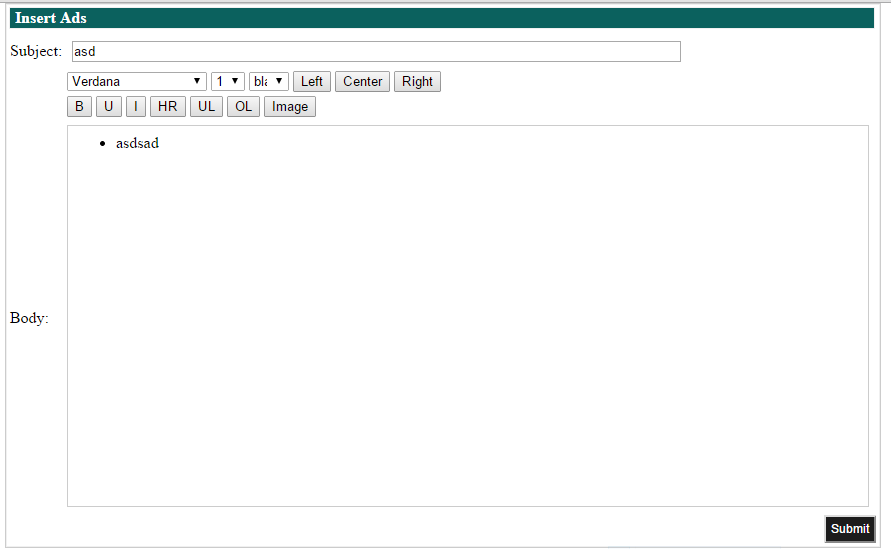 Insert Ads
Subject: asd
Verdana 1 bla Left Center Right
B U I HR UL OL Image
• asdsad
Body:
Submit